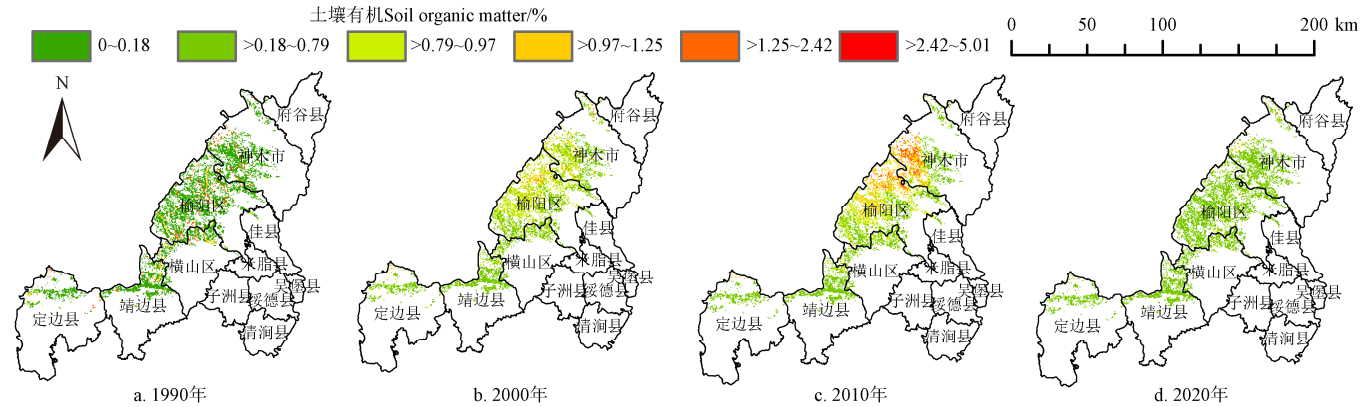 土壤有机Soil organic matter/%
0~0.18
>0.18~0.79
>0.79~0.97
>0.97~1.25
>1.25~2.42
>2.42~5.01
0 50 100 200 km
N
府谷县
神木市
榆阳区
佳县
横山区
米脂县
吴堡县
子洲县
绥德县
靖边县
定边县
清涧县
a. 1990年
府谷县
神木市
榆阳区
佳县
横山区
米脂县
吴堡县
子洲县
绥德县
靖边县
定边县
清涧县
b. 2000年
府谷县
神木市
榆阳区
佳县
横山区
米脂县
吴堡县
子洲县
绥德县
靖边县
定边县
清涧县
c. 2010年
府谷县
神木市
榆阳区
佳县
横山区
米脂县
吴堡县
子洲县
绥德县
靖边县
定边县
清涧县
d. 2020年